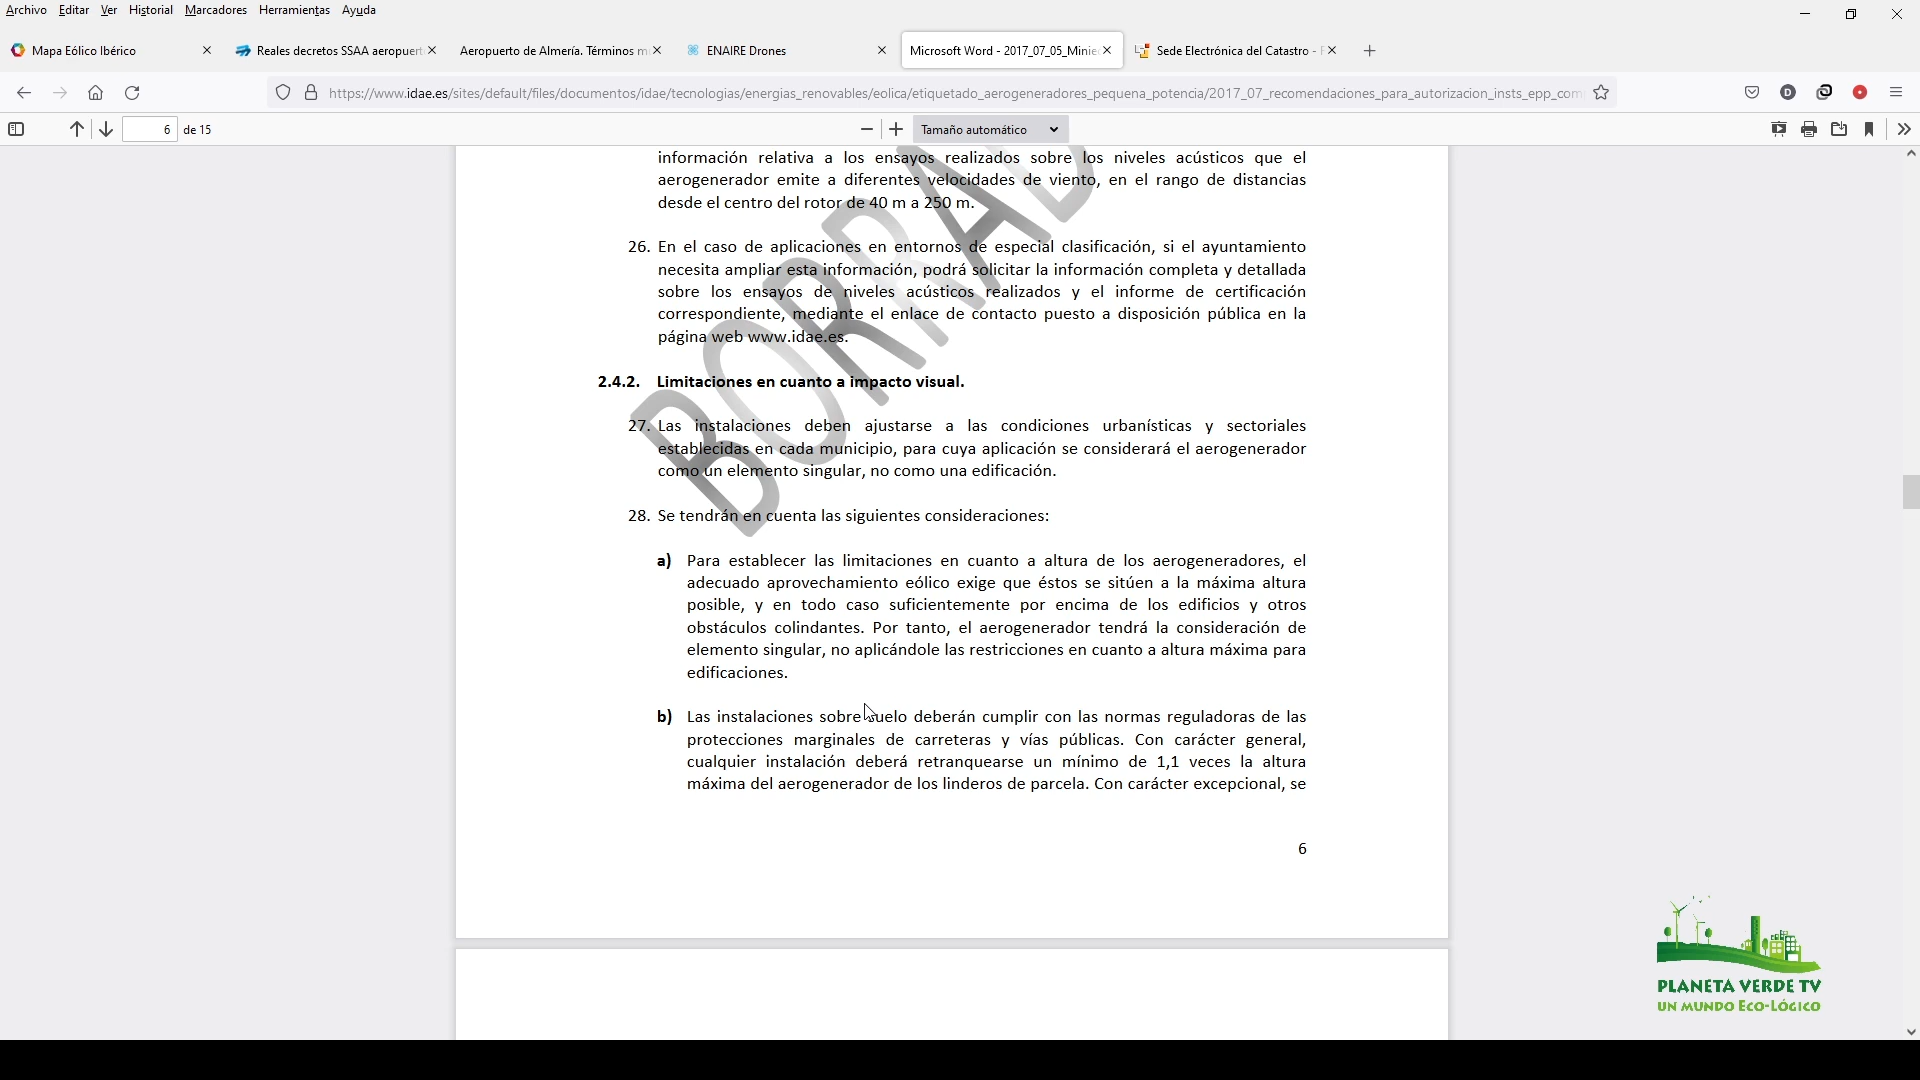 Archivo Editar Ver Historial Marcadores Herramientas Ayuda
Mapa Eólico Ibérico
Reales decretos SSAA aeropuert
Aeropuerto de Almería. Términos m
ENAIRE Drones
Microsoft Word - 2017_07_05_Minie
Sede Electrónica del Catastro -
https://www.idae.es/sites/default/files/documentos/idae/tecnologias/energias_renovables/eolica/etiquetado_aerogeneradores_pequena_potencia/2017_07_recomendaciones_para_autorizacion_insts_epp_com
D
6 de 15
Tamaño automático
información relativa a los ensayos realizados sobre los niveles acústicos que el
aerogenerador emite a diferentes velocidades de viento, en el rango de distancias
desde el centro del rotor de 40 m a 250 m.
26. En el caso de aplicaciones en entornos de especial clasificación, si el ayuntamiento
necesita ampliar esta información, podrá solicitar la información completa y detallada
sobre los ensayos de niveles acústicos realizados y el informe de certificación
correspondiente, mediante el enlace de contacto puesto a disposición pública en la
página web www.idae.es.
2.4.2. Limitaciones en cuanto a impacto visual.
27. Las instalaciones deben ajustarse a las condiciones urbanísticas y sectoriales
establecidas en cada municipio, para cuya aplicación se considerará el aerogenerador
como un elemento singular, no como una edificación.
28. Se tendrán en cuenta las siguientes consideraciones:
a) Para establecer las limitaciones en cuanto a altura de los aerogeneradores, el
adecuado aprovechamiento eólico exige que éstos se sitúen a la máxima altura
posible, y en todo caso suficientemente por encima de los edificios y otros
obstáculos colindantes. Por tanto, el aerogenerador tendrá la consideración de
elemento singular, no aplicándole las restricciones en cuanto a altura máxima para
edificaciones.
b) Las instalaciones sobre suelo deberán cumplir con las normas reguladoras de las
protecciones marginales de carreteras y vías públicas. Con carácter general,
cualquier instalación deberá retranquearse un mínimo de 1,1 veces la altura
máxima del aerogenerador de los linderos de parcela. Con carácter excepcional, se
6
BORRAD
PLANETA VERDE TV
UN MUNDO ECO-LÓGICO